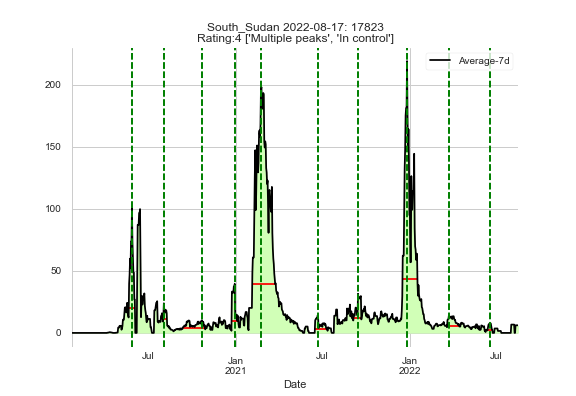 South_Sudan 2022-08-17: 17823
Rating:4 ['Multiple peaks', 'In control']
Average-7d
200
150
100
50
0
Jul
Jan
2021
Jul
Jan
2022
Jul
Date